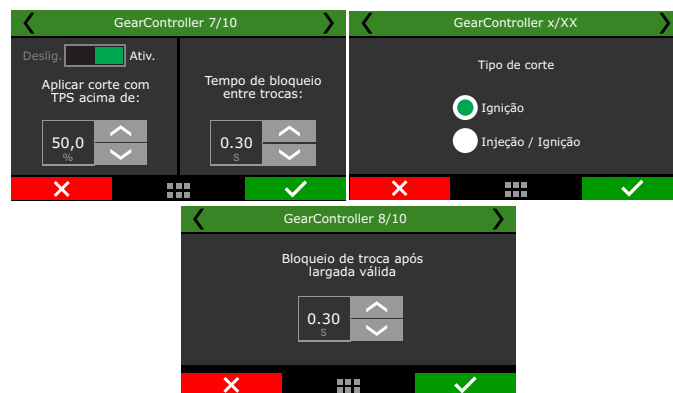 GearController 7/10
Deslig.
Ativ.
Aplicar corte com
TPS acima de:
50,0
%
Tempo de bloqueio
entre trocas:
0.30
S
GearController x/XX
Tipo de corte
Ignição
Injeção / Ignição
GearController 8/10
Bloqueio de troca após
largada válida
0.30
S